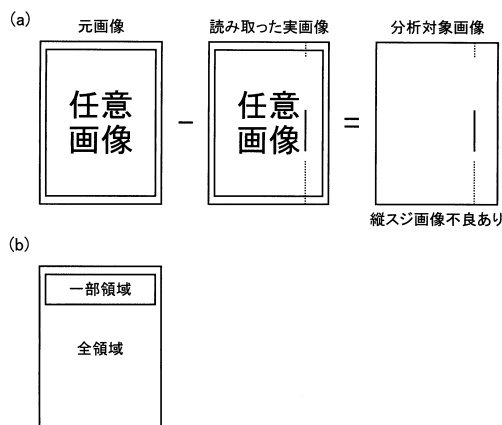 (a)
元画像
読み取った実画像
分析対象画像
任意
画像
−
任意
画像
=
縦スジ画像不良あり
(b)
一部領域
全領域